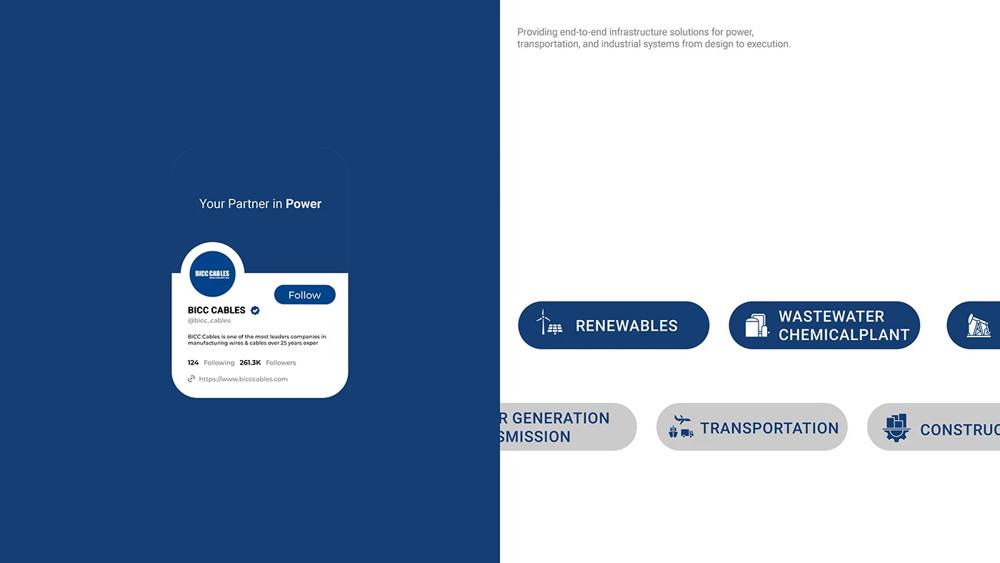 Your Partner in Power
BICC CABLES
BICC CABLES
Follow
@bicc_cables
BICC Cables is one of the most leaders companies in
manufacturing wires & cables over 25 years exper
124 Following 261.3K Followers
https://www.bicccables.com
Providing end-to-end infrastructure solutions for power,
transportation, and industrial systems from design to execution.
RENEWABLES
WASTEWATER
CHEMICALPLANT
R GENERATION
SMISSION
TRANSPORTATION
CONSTRUC